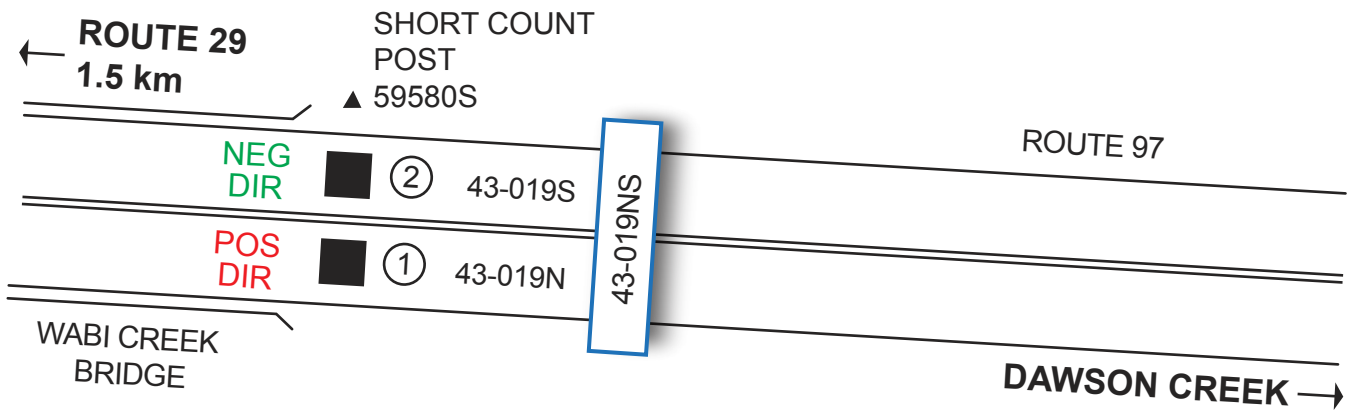 ROUTE 29
1.5 km
SHORT COUNT
POST
59580S
ROUTE 97
NEG
DIR
2
43-019S
43-019NS
POS
DIR
1
43-019N
WABI CREEK
BRIDGE
DAWSON CREEK